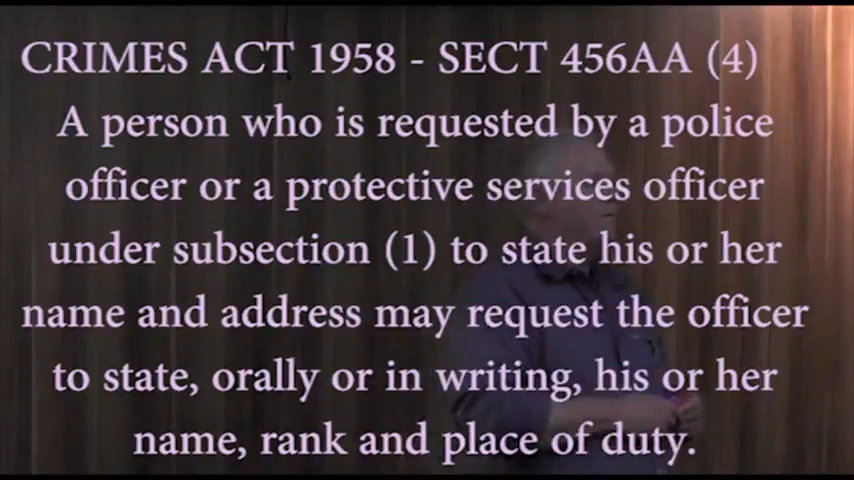 CRIMES ACT 1958 - SECT 456AA (4)
A person who is requested by a police
officer or a protective services officer
under subsection (1) to state his or her
name and address may request the officer
to state, orally or in writing, his or her
name, rank and place of duty.